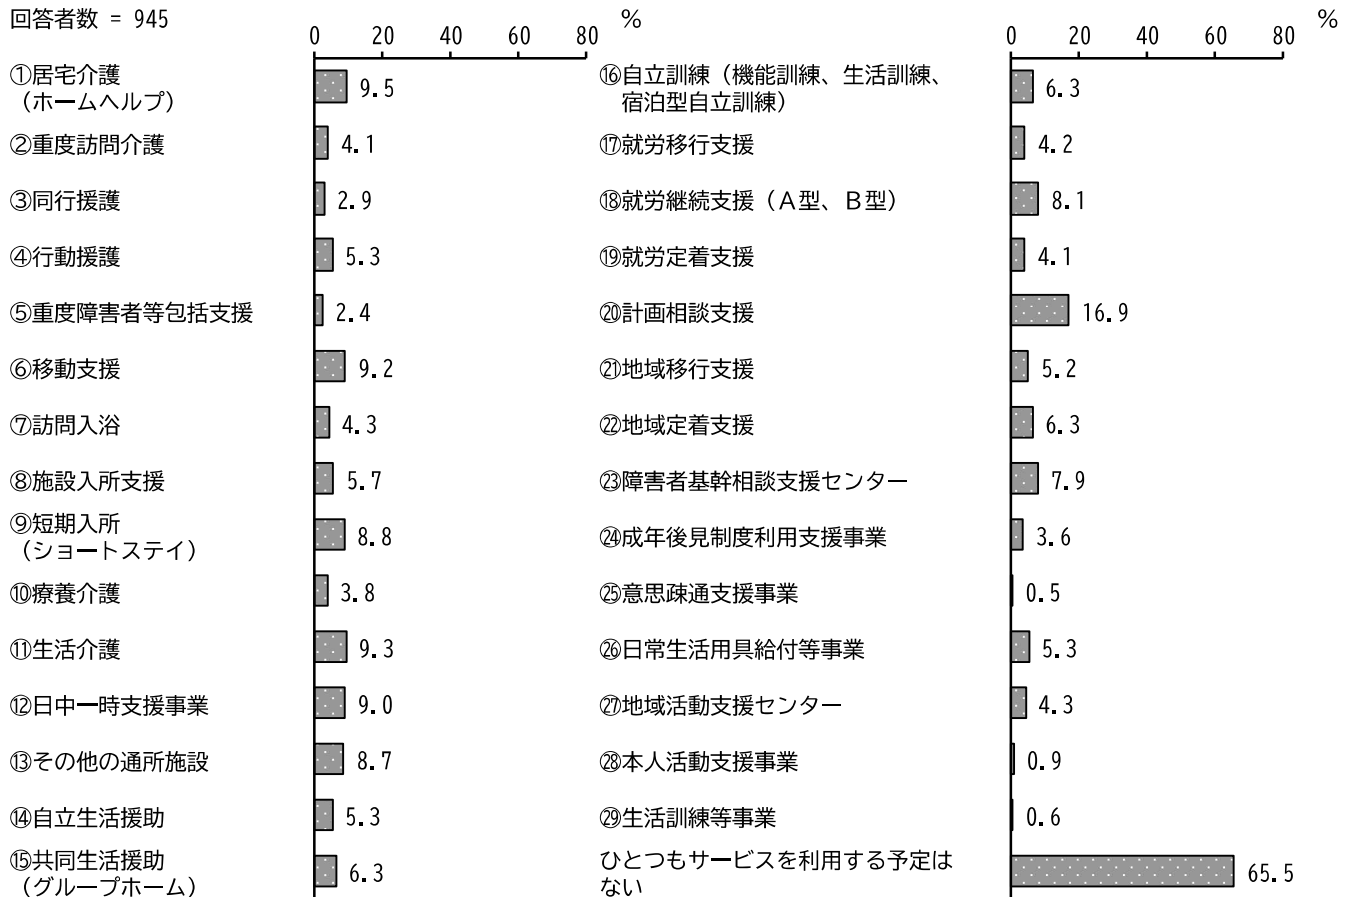 回答者数 = 945
%
0 20 40 60 80
①居宅介護
（ホームヘルプ）
9.5
②重度訪問介護
4.1
③同行援護
2.9
④行動援護
5.3
⑤重度障害者等包括支援
2.4
⑥移動支援
9.2
⑦訪問入浴
4.3
⑧施設入所支援
5.7
⑨短期入所
（ショートステイ）
8.8
⑩療養介護
3.8
⑪生活介護
9.3
⑫日中一時支援事業
9.0
⑬その他の通所施設
8.7
⑭自立生活援助
5.3
⑮共同生活援助
（グループホーム）
6.3
%
0 20 40 60 80
⑯自立訓練（機能訓練、生活訓練、
宿泊型自立訓練）
6.3
⑰就労移行支援
4.2
⑱就労継続支援（Ａ型、Ｂ型）
8.1
⑲就労定着支援
4.1
⑳計画相談支援
16.9
㉑地域移行支援
5.2
㉒地域定着支援
6.3
㉓障害者基幹相談支援センター
7.9
㉔成年後見制度利用支援事業
3.6
㉕意思疎通支援事業
0.5
㉖日常生活用具給付等事業
5.3
㉗地域活動支援センター
4.3
㉘本人活動支援事業
0.9
㉙生活訓練等事業
0.6
ひとつもサービスを利用する予定は
ない
65.5